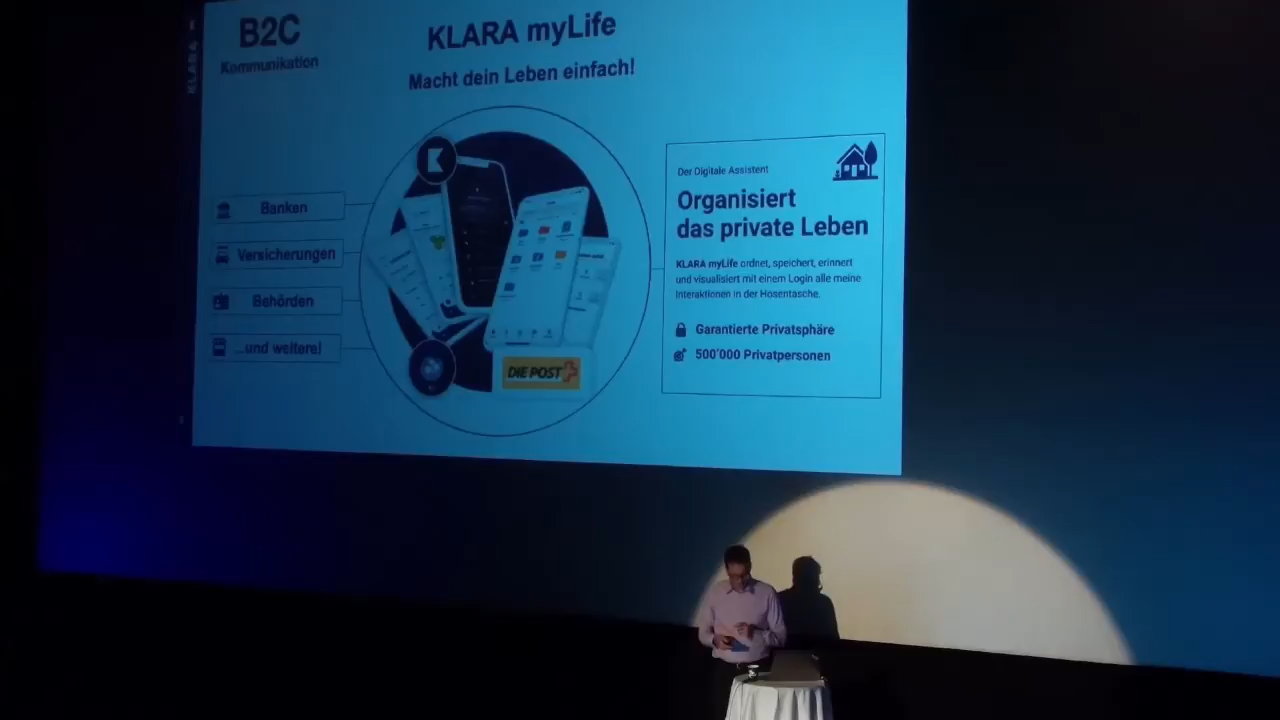 KLARA
B2C
Kommunikation
KLARA myLife
Macht dein Leben einfach!
Banken
Versicherungen
Behörden
...und weitere!
DIE POST
Der Digitale Assistent
Organisiert
das private Leben
KLARA myLife ordnet, speichert, erinnert
und visualisiert mit einem Login alle meine
Interaktionen in der Hosentasche.
Garantierte Privatsphäre
500'000 Privatpersonen